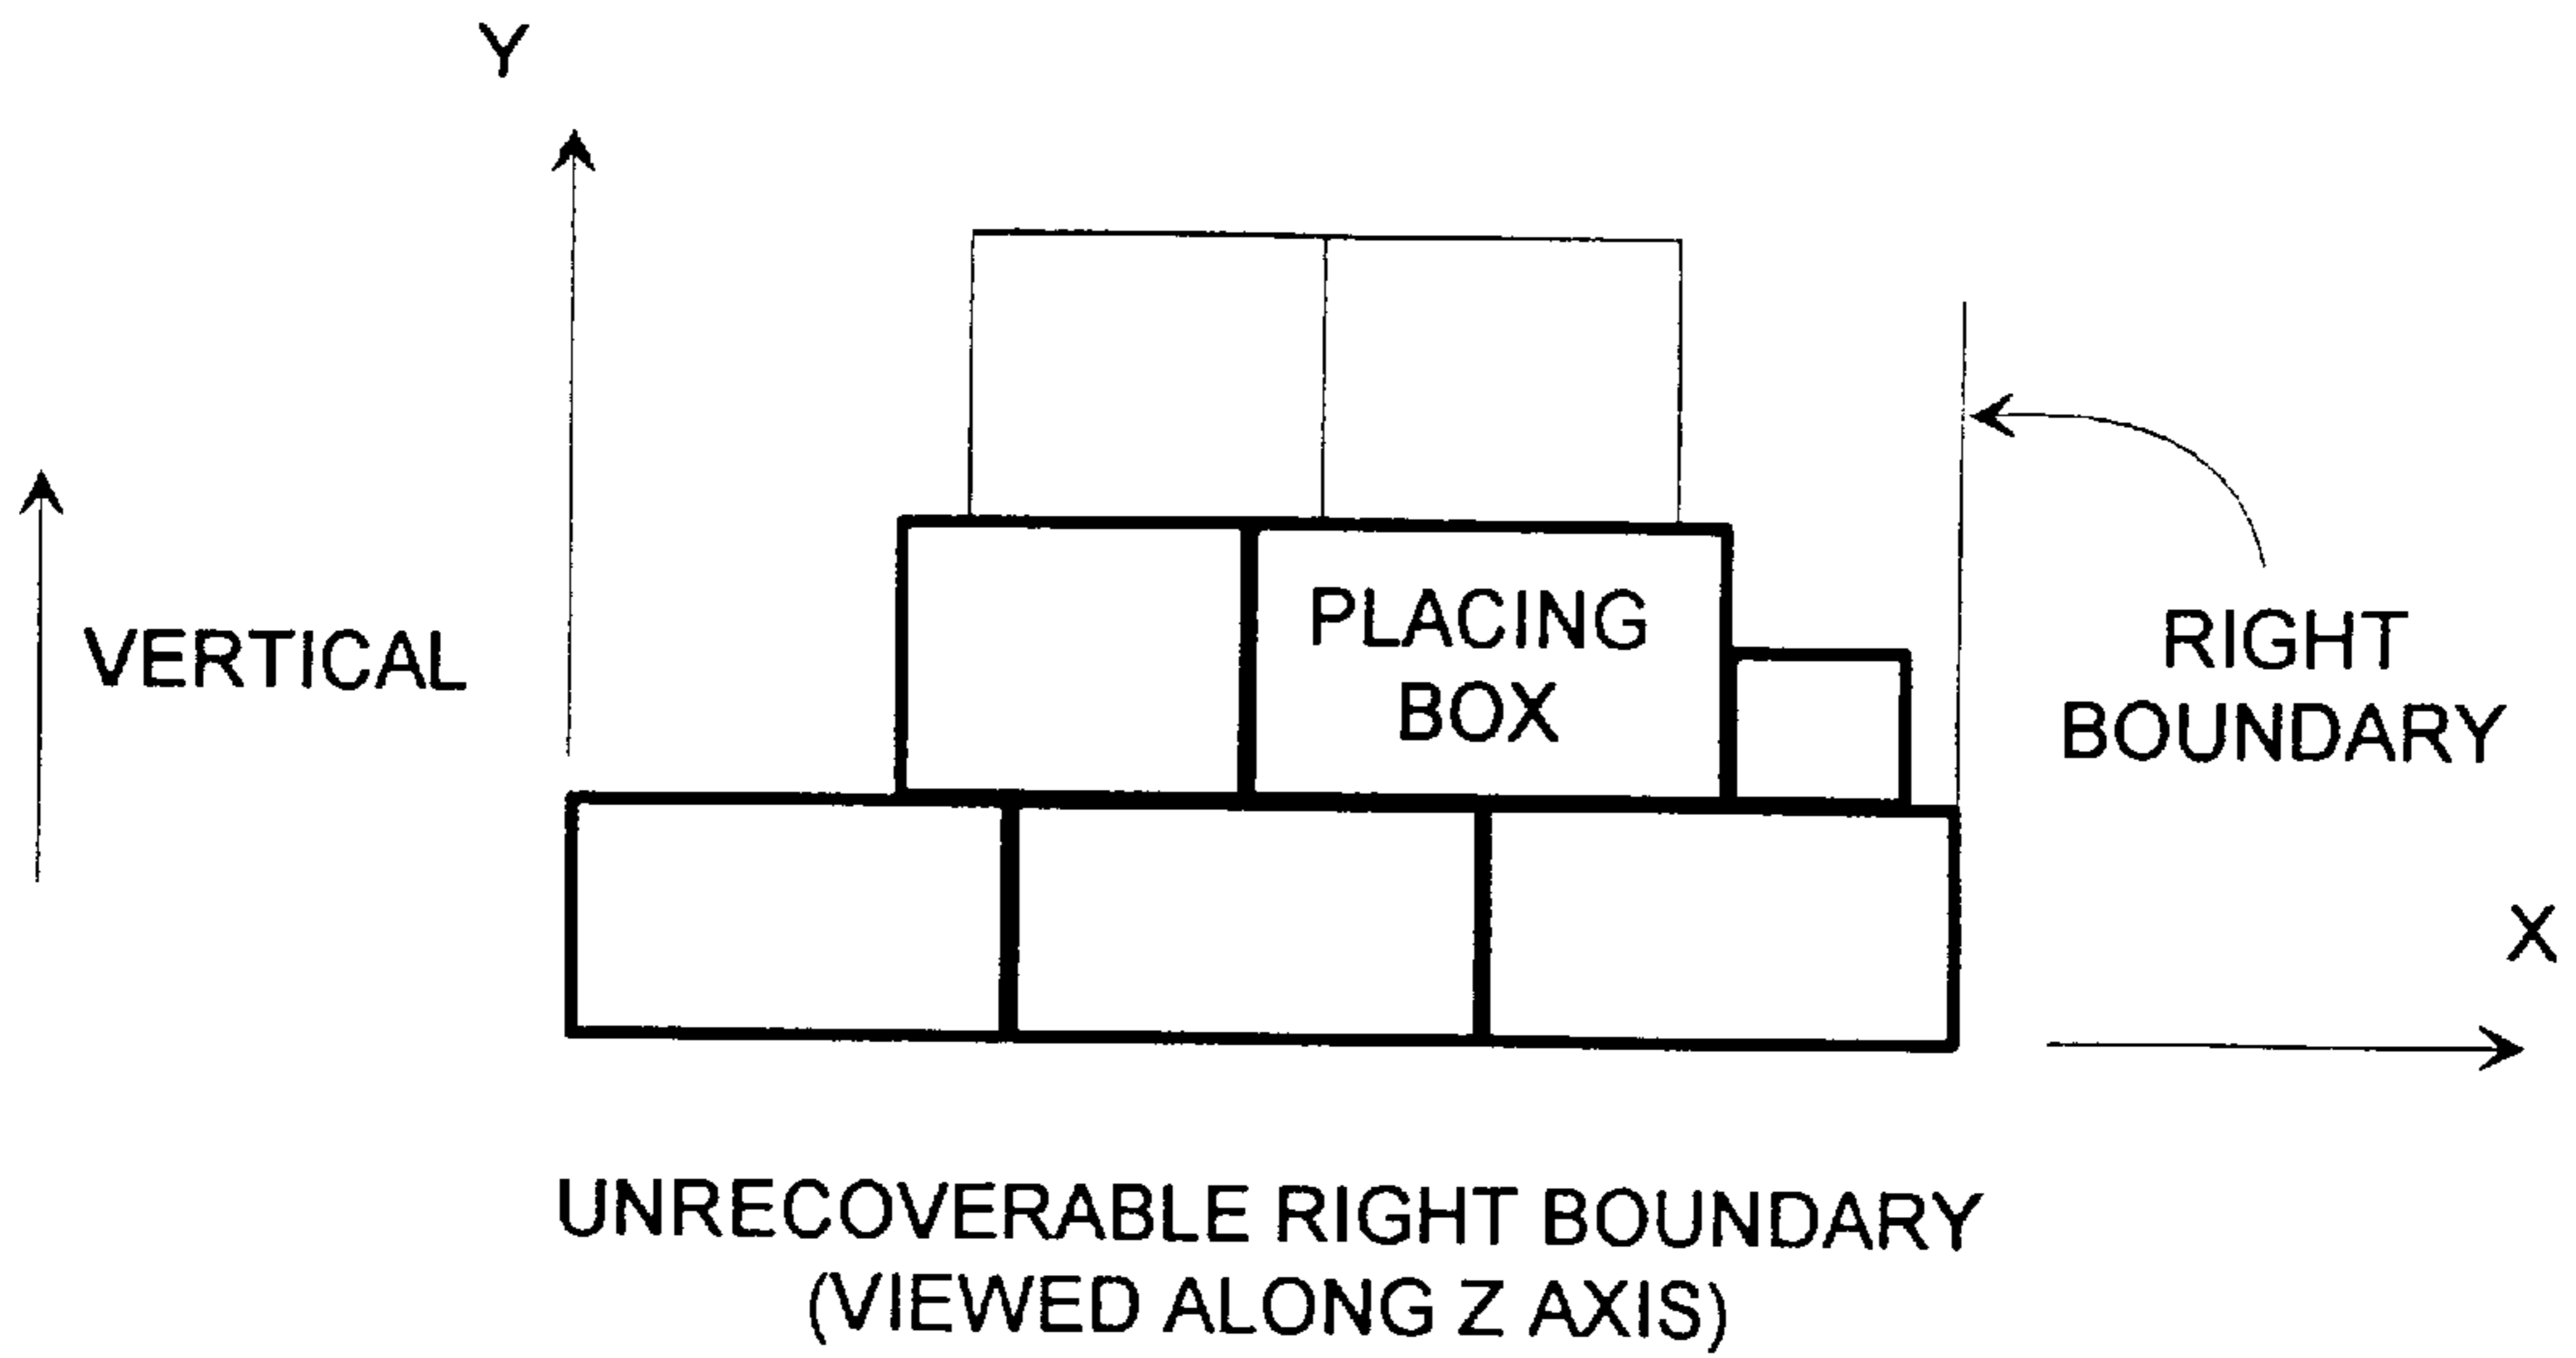 Y
VERTICAL
PLACING
BOX
RIGHT
BOUNDARY
X
UNRECOVERABLE RIGHT BOUNDARY
(VIEWED ALONG Z AXIS)